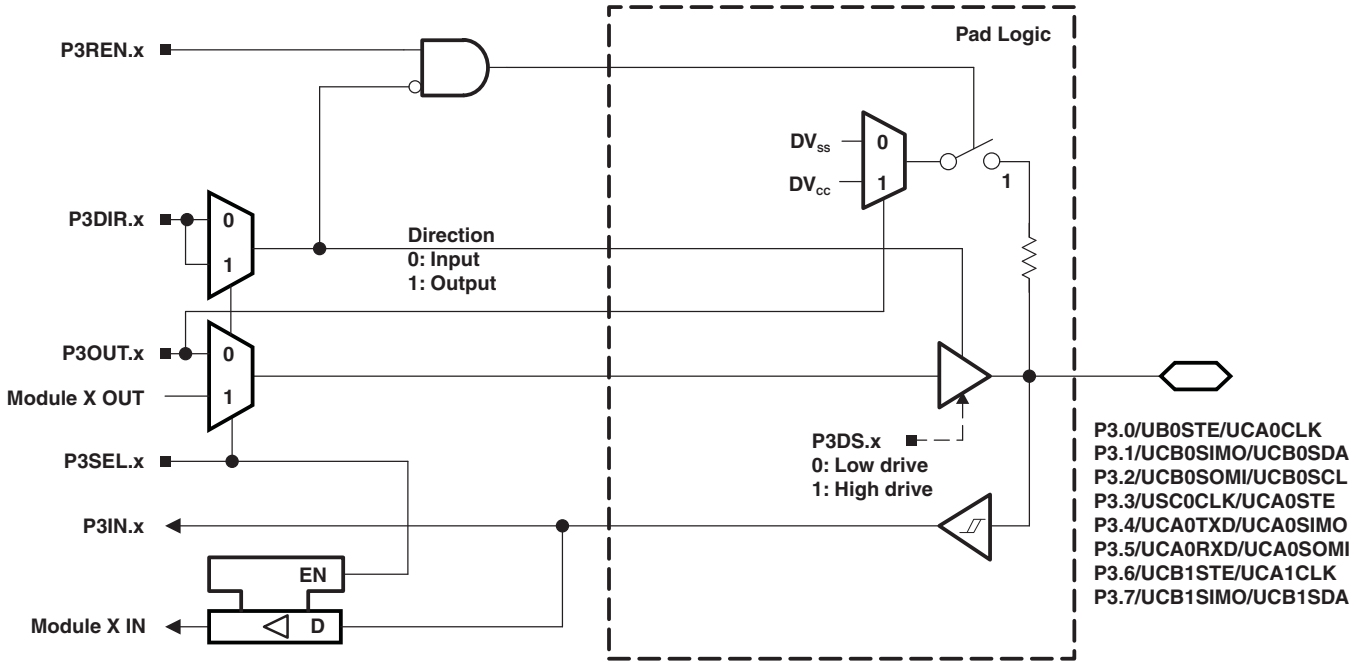 Pad Logic
P3REN.x
DVss
0
DVcc
1
1
P3DIR.x
0
1
Direction
0: Input
1: Output
P3OUT.x
0
Module X OUT
1
P3DS.x
0: Low drive
1: High drive
P3SEL.x
P3IN.x
EN
D
Module X IN
P3.0/UB0STE/UCA0CLK
P3.1/UCB0SIMO/UCB0SDA
P3.2/UCB0SOMI/UCB0SCL
P3.3/USC0CLK/UCA0STE
P3.4/UCA0TXD/UCA0SIMO
P3.5/UCA0RXD/UCA0SOMI
P3.6/UCB1STE/UCA1CLK
P3.7/UCB1SIMO/UCB1SDA